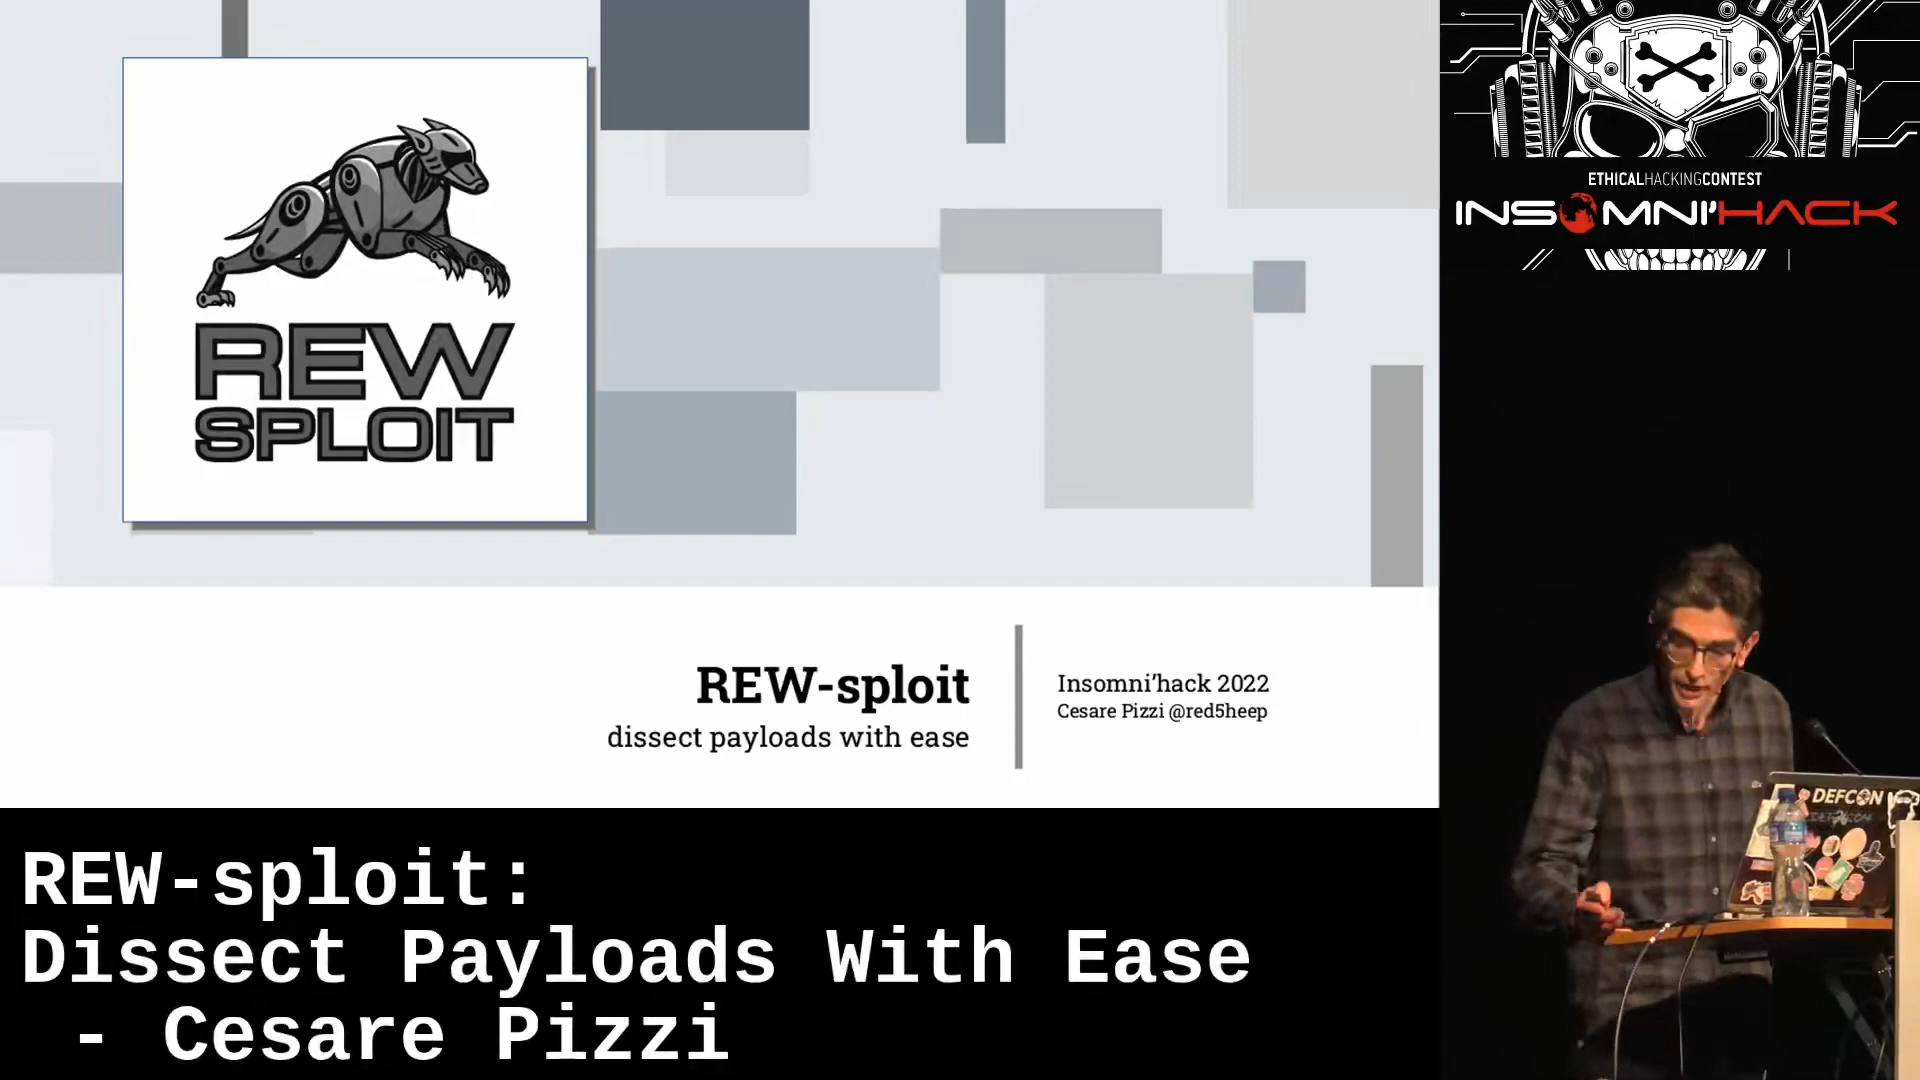 REW
SPLOIT
REW-sploit
dissect payloads with ease
Insomni’hack 2022
Cesare Pizzi @red5heep
ETHICALHACKINGCONTEST
INSOMNI'HACK
DEFCON
REW-sploit:
Dissect Payloads With Ease
- Cesare Pizzi